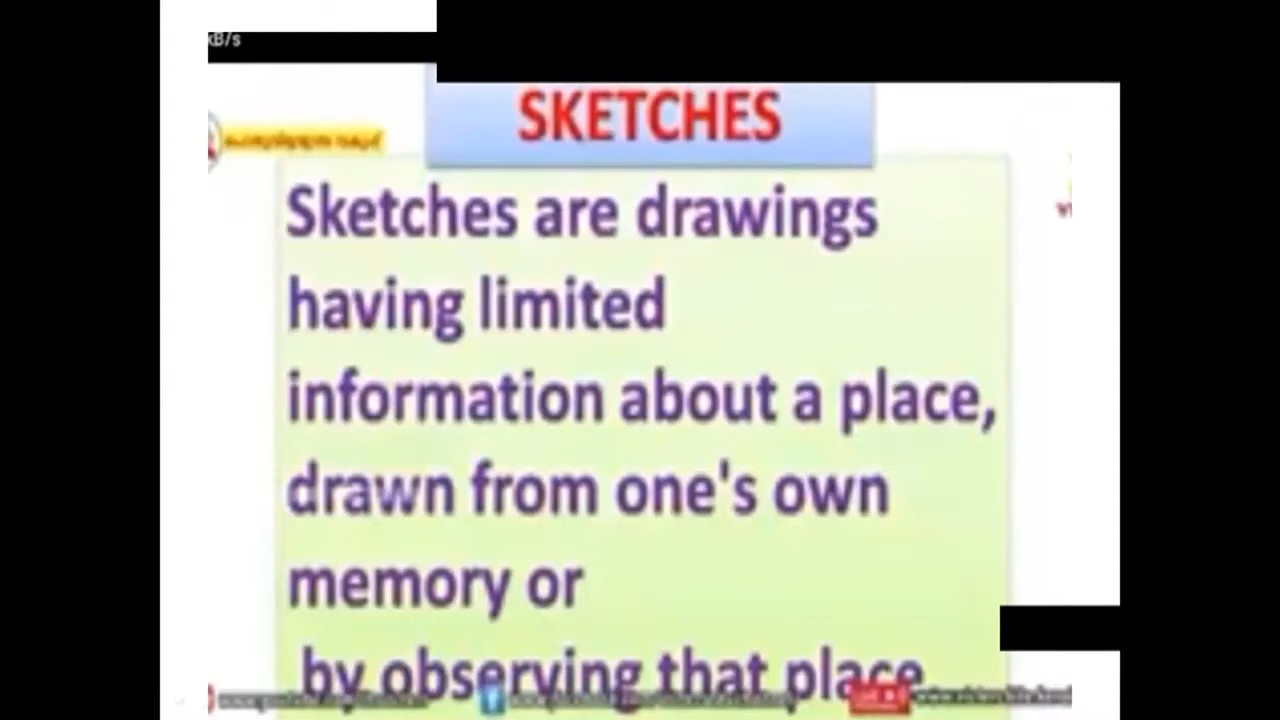 kB/s
SKETCHES
Sketches are drawings
having limited
information about a place,
drawn from one's own
memory or
by observing that place